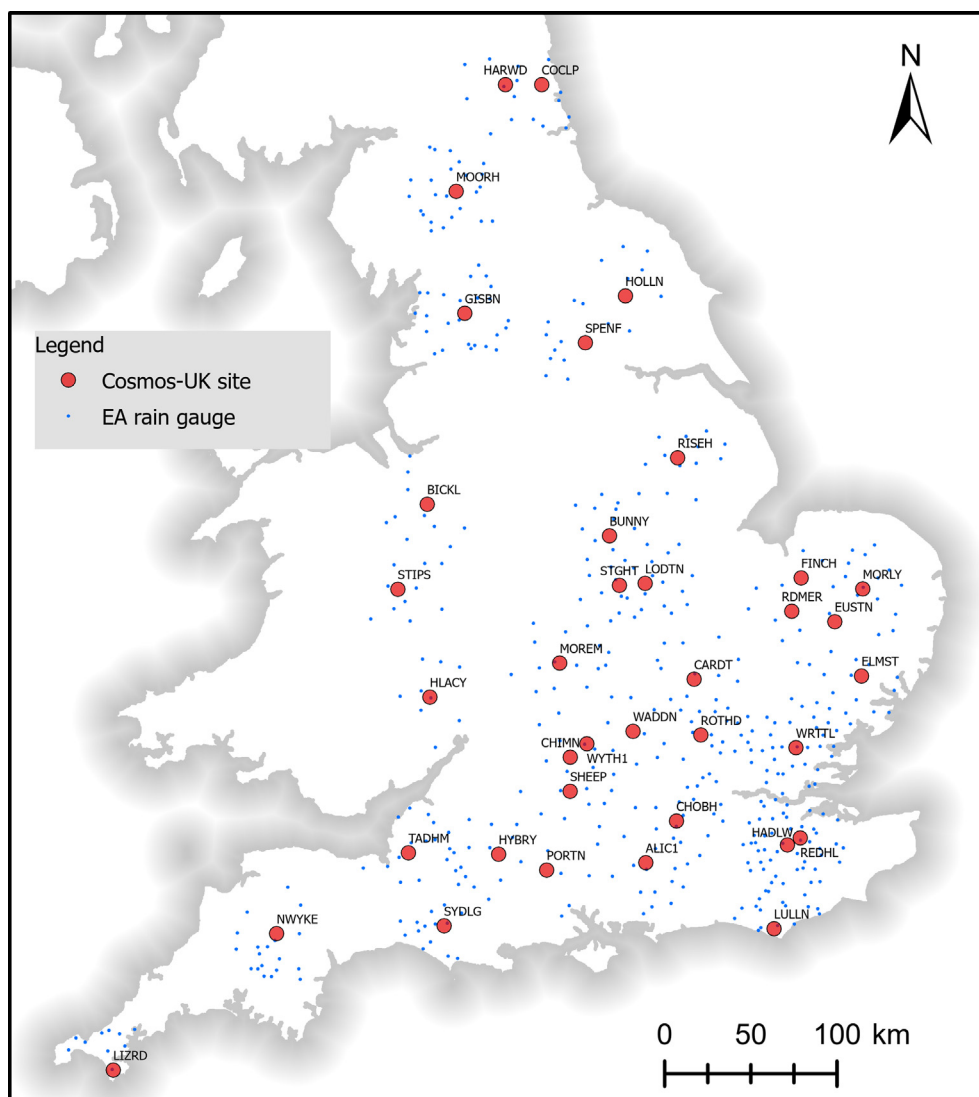 HARWD COCLP
N
MOORH
HOLLN
GISBN
SPENF
Legend
Cosmos-UK site
EA rain gauge
RISEH
BICKL
BUNNY
STIPS
STGHT LODTN
FINCH
MORLY
RDMER
EUSTN
MOREM
CARDT
ELMST
HLACY
WADDN
ROTHD
WRTTL
CHIMN
WYTH1
SHEEP
CHOBH
HADLW
REDHL
TADHM
HYBRY
PORTN
ALIC1
SYDLG
LULLN
NWYKE
LIZRD
0 50 100 km